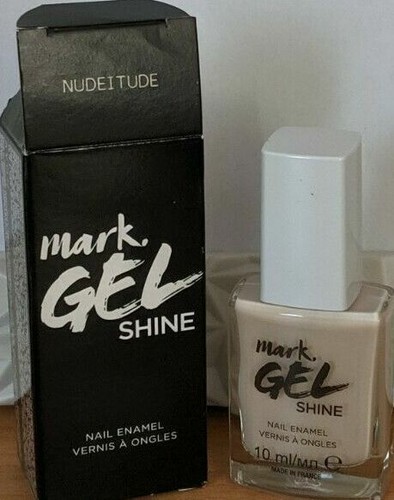 NUDEITUDE
mark.
GEL
SHINE
NAIL ENAMEL
VERNIS À ONGLES
mark.
GEL
SHINE
NAIL ENAMEL
VERNIS À ONGLES
10 ml/мл ℮
MADE IN FRANCE